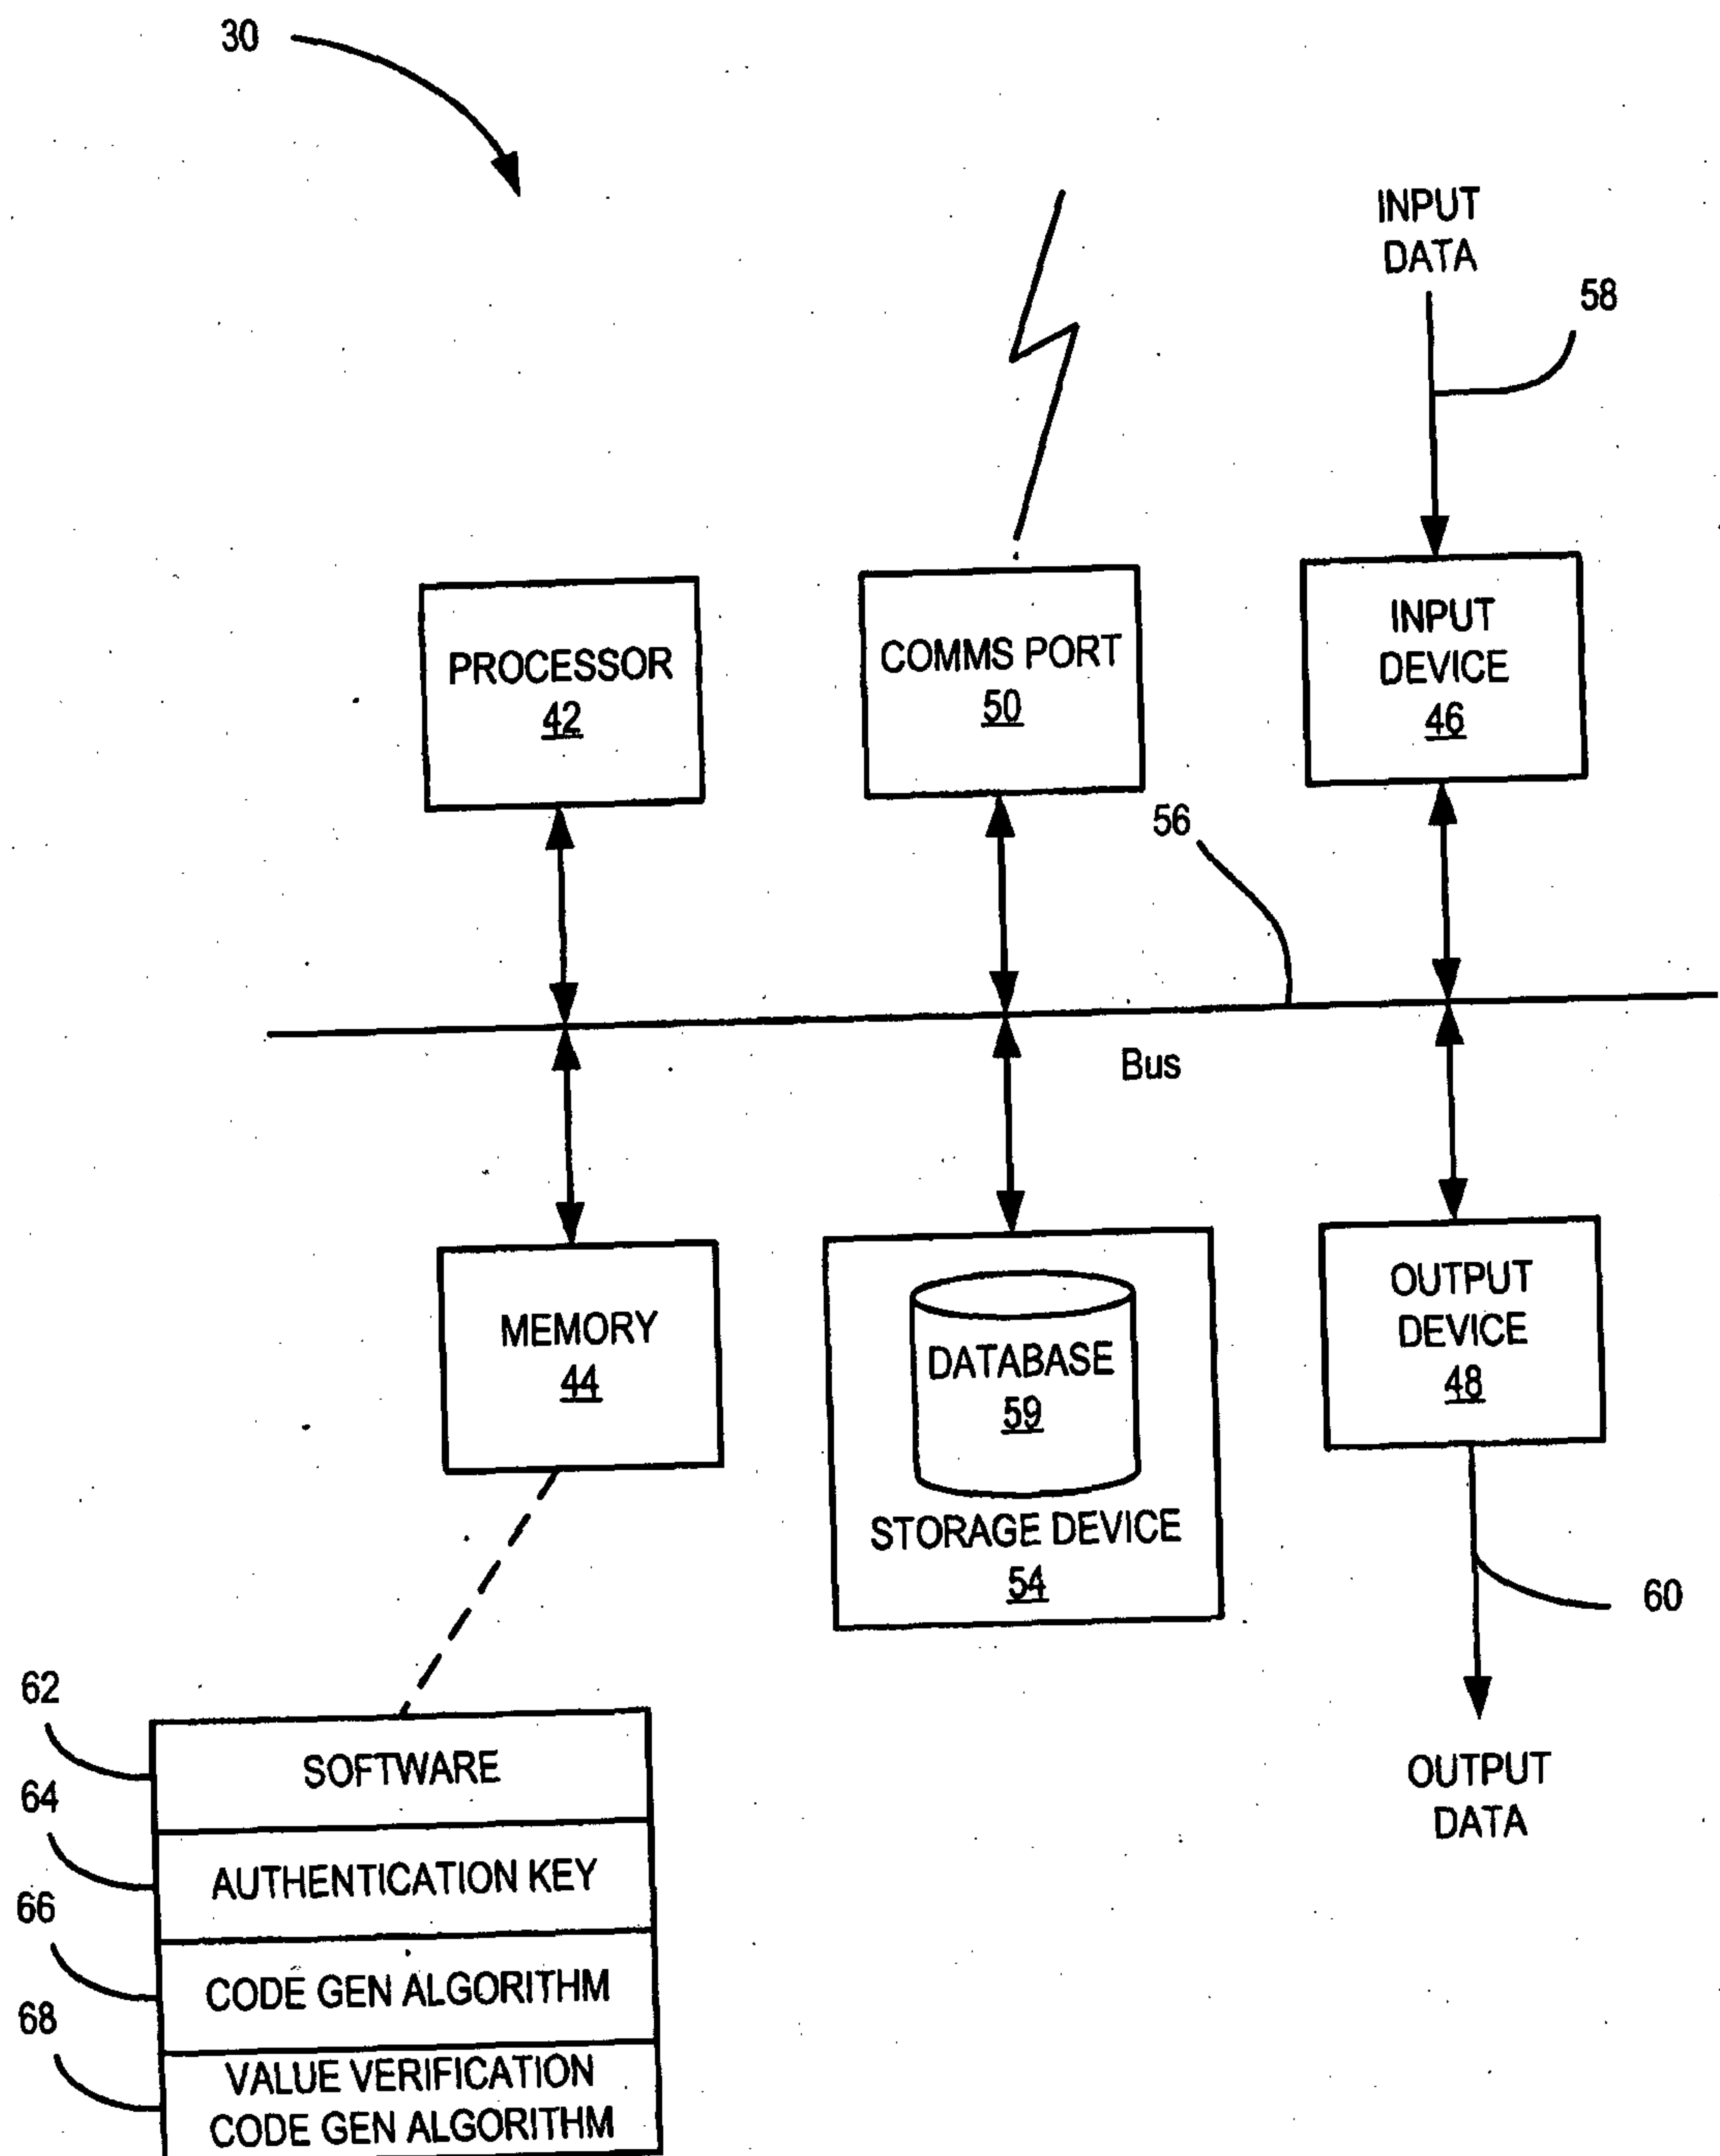 30
INPUT
DATA
58
PROCESSOR
42
COMMS PORT
50
INPUT
DEVICE
46
56
Bus
MEMORY
44
DATABASE
59
STORAGE DEVICE
54
OUTPUT
DEVICE
48
60
OUTPUT
DATA
62
SOFTWARE
64
AUTHENTICATION KEY
66
CODE GEN ALGORITHM
68
VALUE VERIFICATION
CODE GEN ALGORITHM